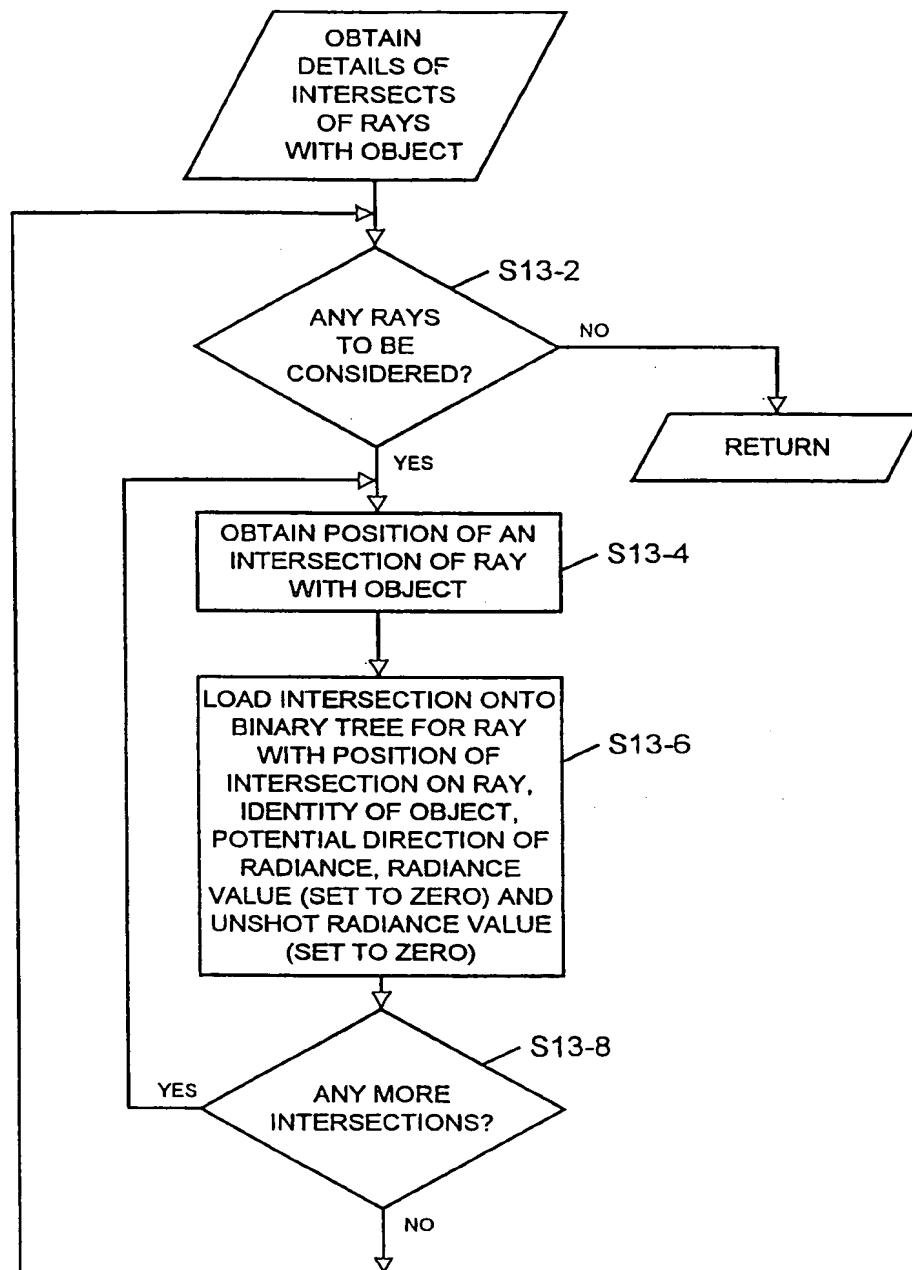 OBTAIN
DETAILS OF
INTERSECTS
OF RAYS
WITH OBJECT
S13-2
ANY RAYS
TO BE
CONSIDERED?
NO
RETURN
YES
OBTAIN POSITION OF AN
INTERSECTION OF RAY
WITH OBJECT
S13-4
LOAD INTERSECTION ONTO
BINARY TREE FOR RAY
WITH POSITION OF
INTERSECTION ON RAY,
IDENTITY OF OBJECT,
POTENTIAL DIRECTION OF
RADIANCE, RADIANCE
VALUE (SET TO ZERO) AND
UNSHOT RADIANCE VALUE
(SET TO ZERO)
S13-6
S13-8
YES
ANY MORE
INTERSECTIONS?
NO